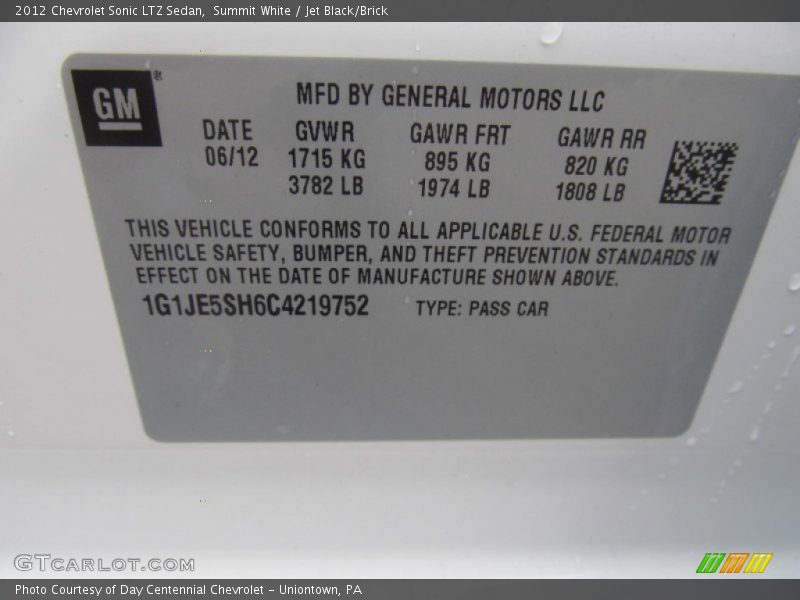 2012 Chevrolet Sonic LTZ Sedan, Summit White / Jet Black/Brick
GM ®
MFD BY GENERAL MOTORS LLC
DATE GVWR GAWR FRT GAWR RR
06/12 1715 KG 895 KG 820 KG
3782 LB 1974 LB 1808 LB
THIS VEHICLE CONFORMS TO ALL APPLICABLE U.S. FEDERAL MOTOR
VEHICLE SAFETY, BUMPER, AND THEFT PREVENTION STANDARDS IN
EFFECT ON THE DATE OF MANUFACTURE SHOWN ABOVE.
1G1JE5SH6C4219752 TYPE: PASS CAR
GTCARLOT.COM
Photo Courtesy of Day Centennial Chevrolet - Uniontown, PA